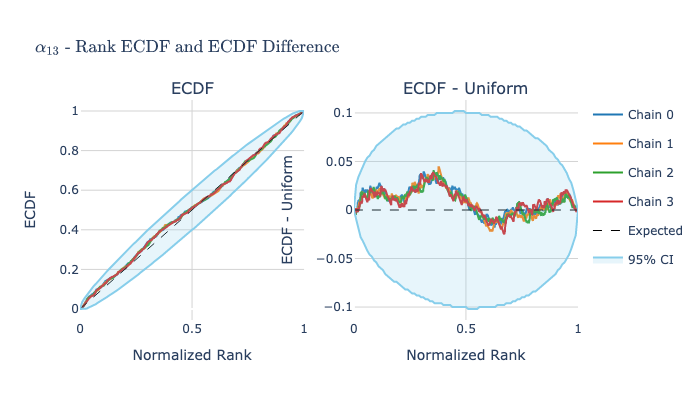 α₁₃ - Rank ECDF and ECDF Difference
ECDF
ECDF
1
0.8
0.6
0.4
0.2
0
0
0.5
1
Normalized Rank
ECDF - Uniform
ECDF - Uniform
0.1
0.05
0
−0.05
−0.1
0
0.5
1
Normalized Rank
Chain 0
Chain 1
Chain 2
Chain 3
Expected
95% CI